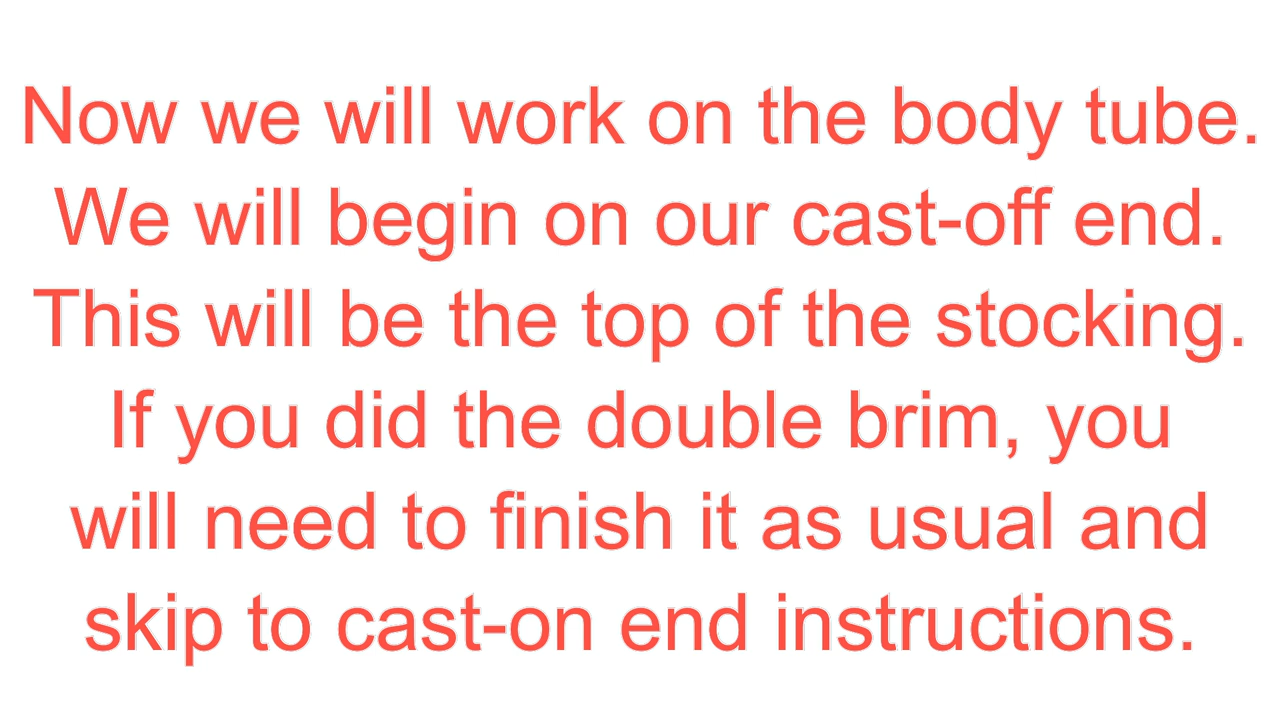 Now we will work on the body tube.
We will begin on our cast-off end.
This will be the top of the stocking.
If you did the double brim, you
will need to finish it as usual and
skip to cast-on end instructions.